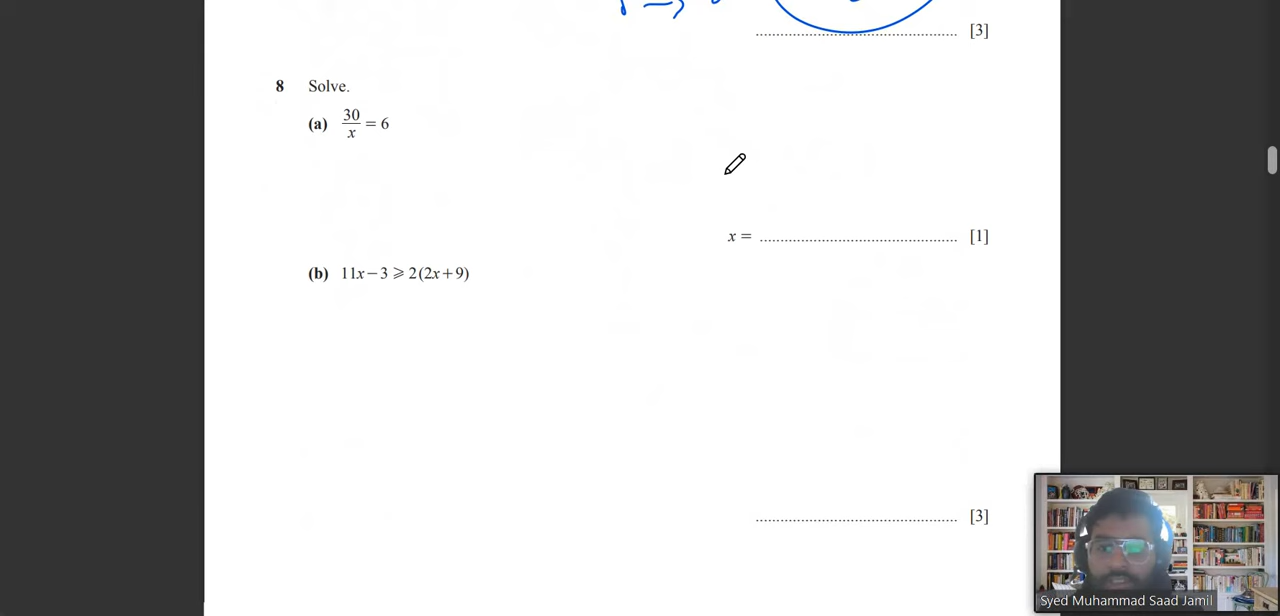 [3]
8 Solve.
(a) 30/x = 6
x = ................................................ [1]
(b) 11x − 3 ⩾ 2(2x + 9)
................................................ [3]
Syed Muhammad Saad Jamil